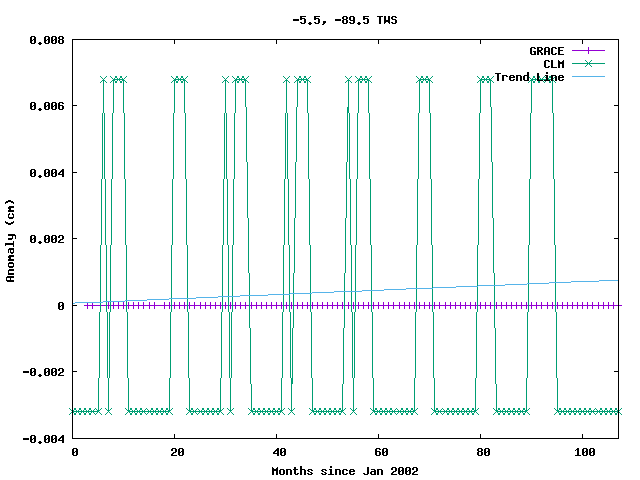 -5.5, -89.5 TWS
GRACE
CLM
Trend Line
0.008
0.006
0.004
0.002
0
-0.002
-0.004
Anomaly (cm)
0 20 40 60 80 100
Months since Jan 2002